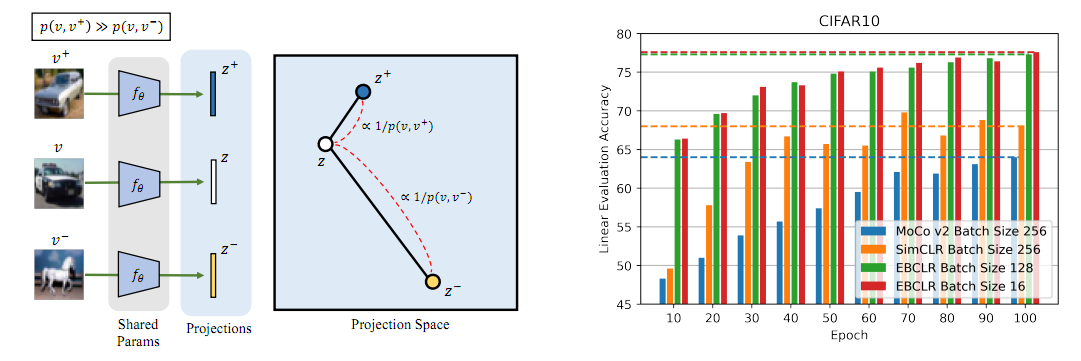 p(v, v⁺) ≫ p(v, v⁻)
v⁺
f_θ
z⁺
v
f_θ
z
v⁻
f_θ
z⁻
Shared
Params
Projections
z⁺
∝ 1/p(v, v⁺)
z
∝ 1/p(v, v⁻)
z⁻
Projection Space
CIFAR10
Linear Evaluation Accuracy
80
75
70
65
60
55
50
45
MoCo v2 Batch Size 256
SimCLR Batch Size 256
EBCLR Batch Size 128
EBCLR Batch Size 16
10 20 30 40 50 60 70 80 90 100
Epoch